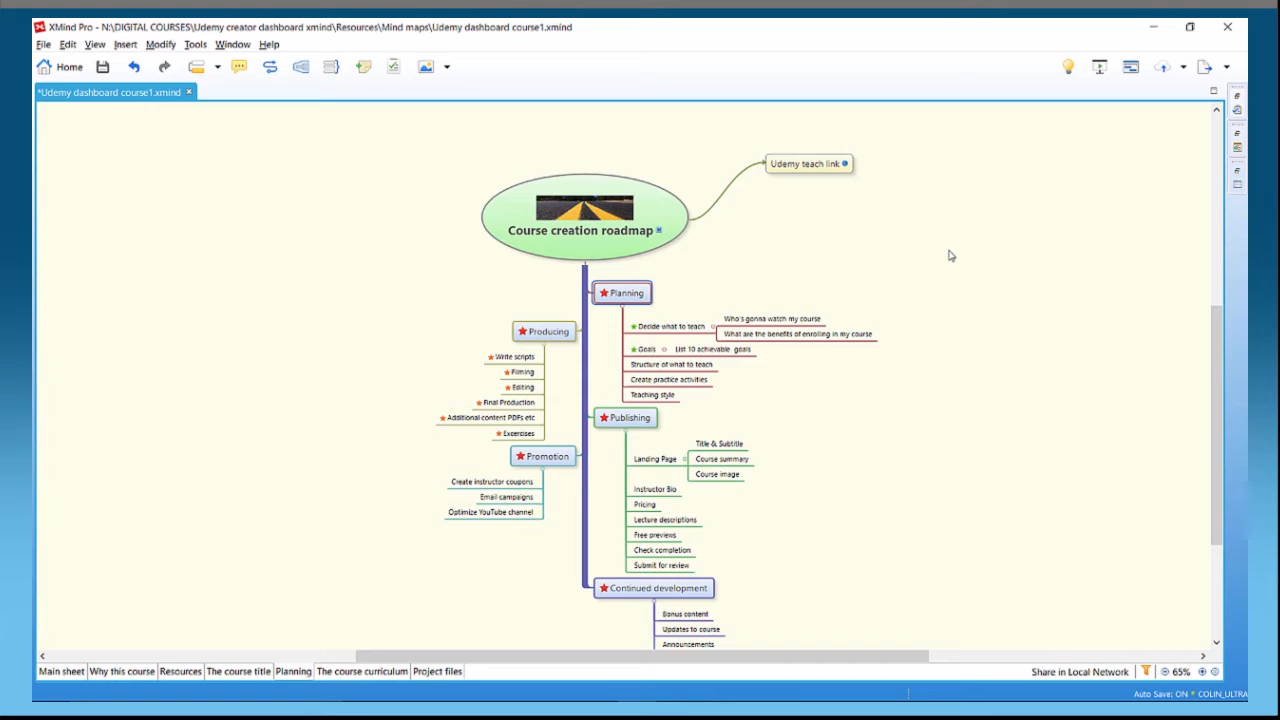 XMind Pro - N:\DIGITAL COURSES\Udemy creator dashboard xmind\Resources\Mind maps\Udemy dashboard course1.xmind
File Edit View Insert Modify Tools Window Help
Home
*Udemy dashboard course1.xmind
Udemy teach link
Course creation roadmap
Planning
Decide what to teach
Who's gonna watch my course
What are the benefits of enrolling in my course
Goals
List 10 achievable goals
Structure of what to teach
Create practice activities
Teaching style
Producing
Write scripts
Filming
Editing
Final Production
Additional content PDFs etc
Excercises
Publishing
Landing Page
Title & Subtitle
Course summary
Course image
Instructor Bio
Pricing
Lecture descriptions
Free previews
Check completion
Submit for review
Promotion
Create instructor coupons
Email campaigns
Optimize YouTube channel
Continued development
Bonus content
Updates to course
Announcements
Main sheet Why this course Resources The course title Planning The course curriculum Project files
Share in Local Network
65%
Auto Save: ON COLIN_ULTRA